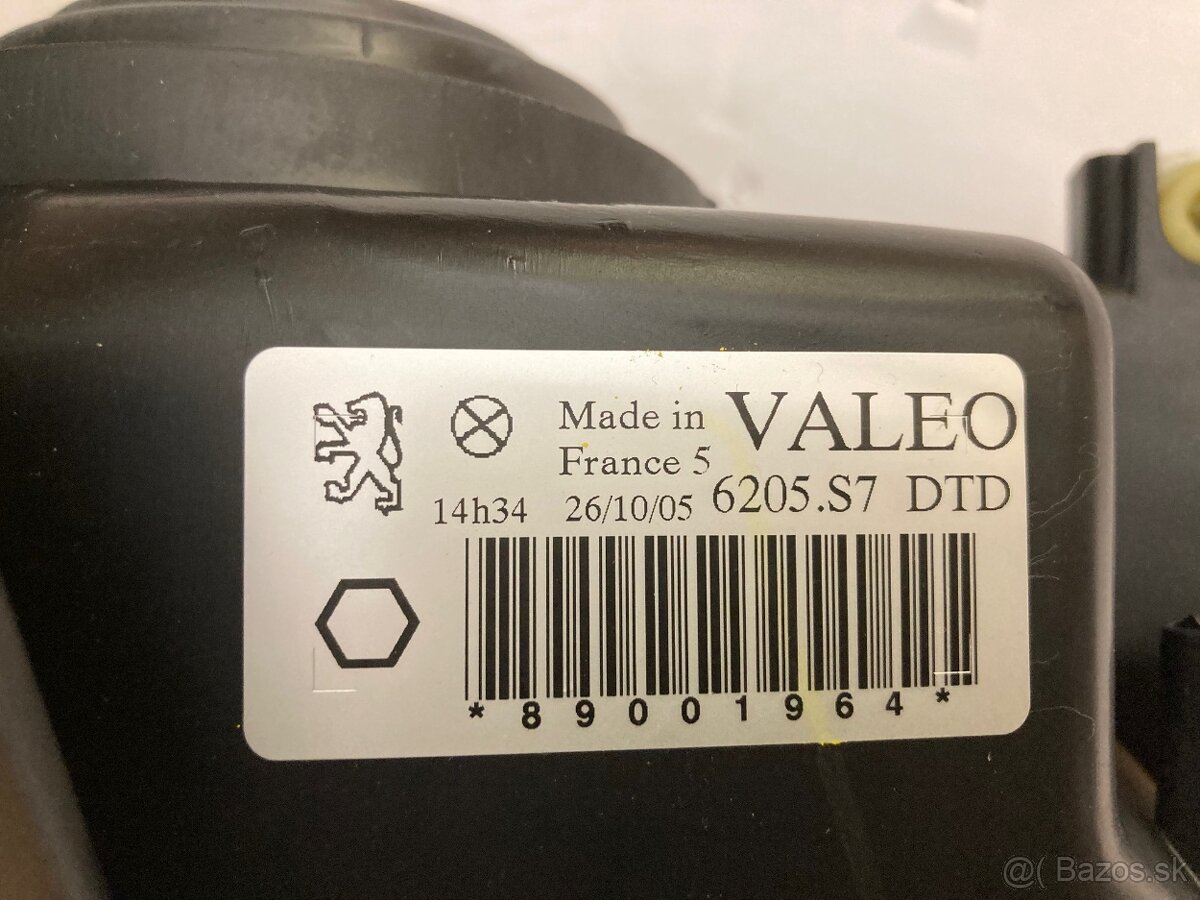 Made in VALEO
France 5
14h34 26/10/05 6205.S7 DTD
*89001964*
@( Bazos.sk